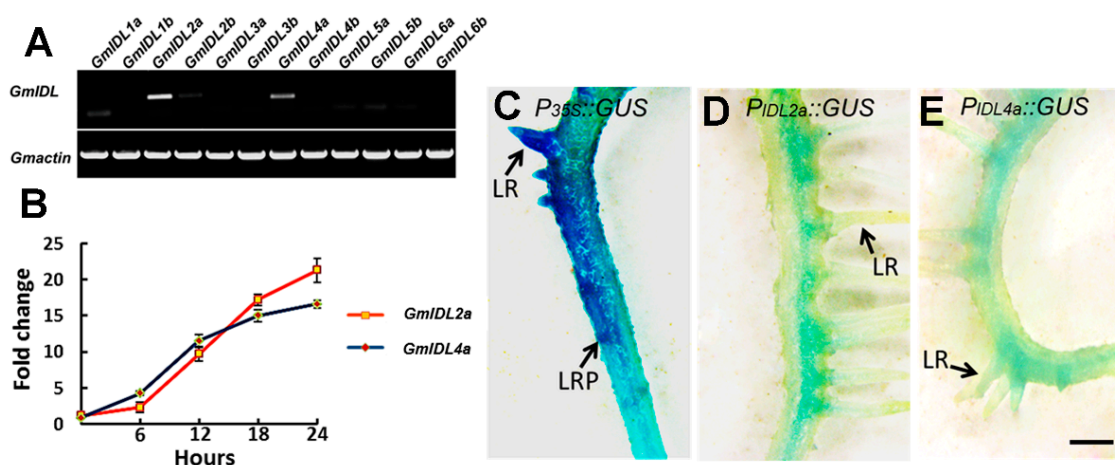 A
GmIDL1a GmIDL1b GmIDL2a GmIDL2b GmIDL3a GmIDL3b GmIDL4a GmIDL4b GmIDL5a GmIDL5b GmIDL6a GmIDL6b
GmIDL
Gmactin
B
25
20
15
10
5
0
Fold change
6 12 18 24
Hours
GmIDL2a
GmIDL4a
C P35S::GUS
LR
LRP
D PIDL2a::GUS
LR
E PIDL4a::GUS
LR